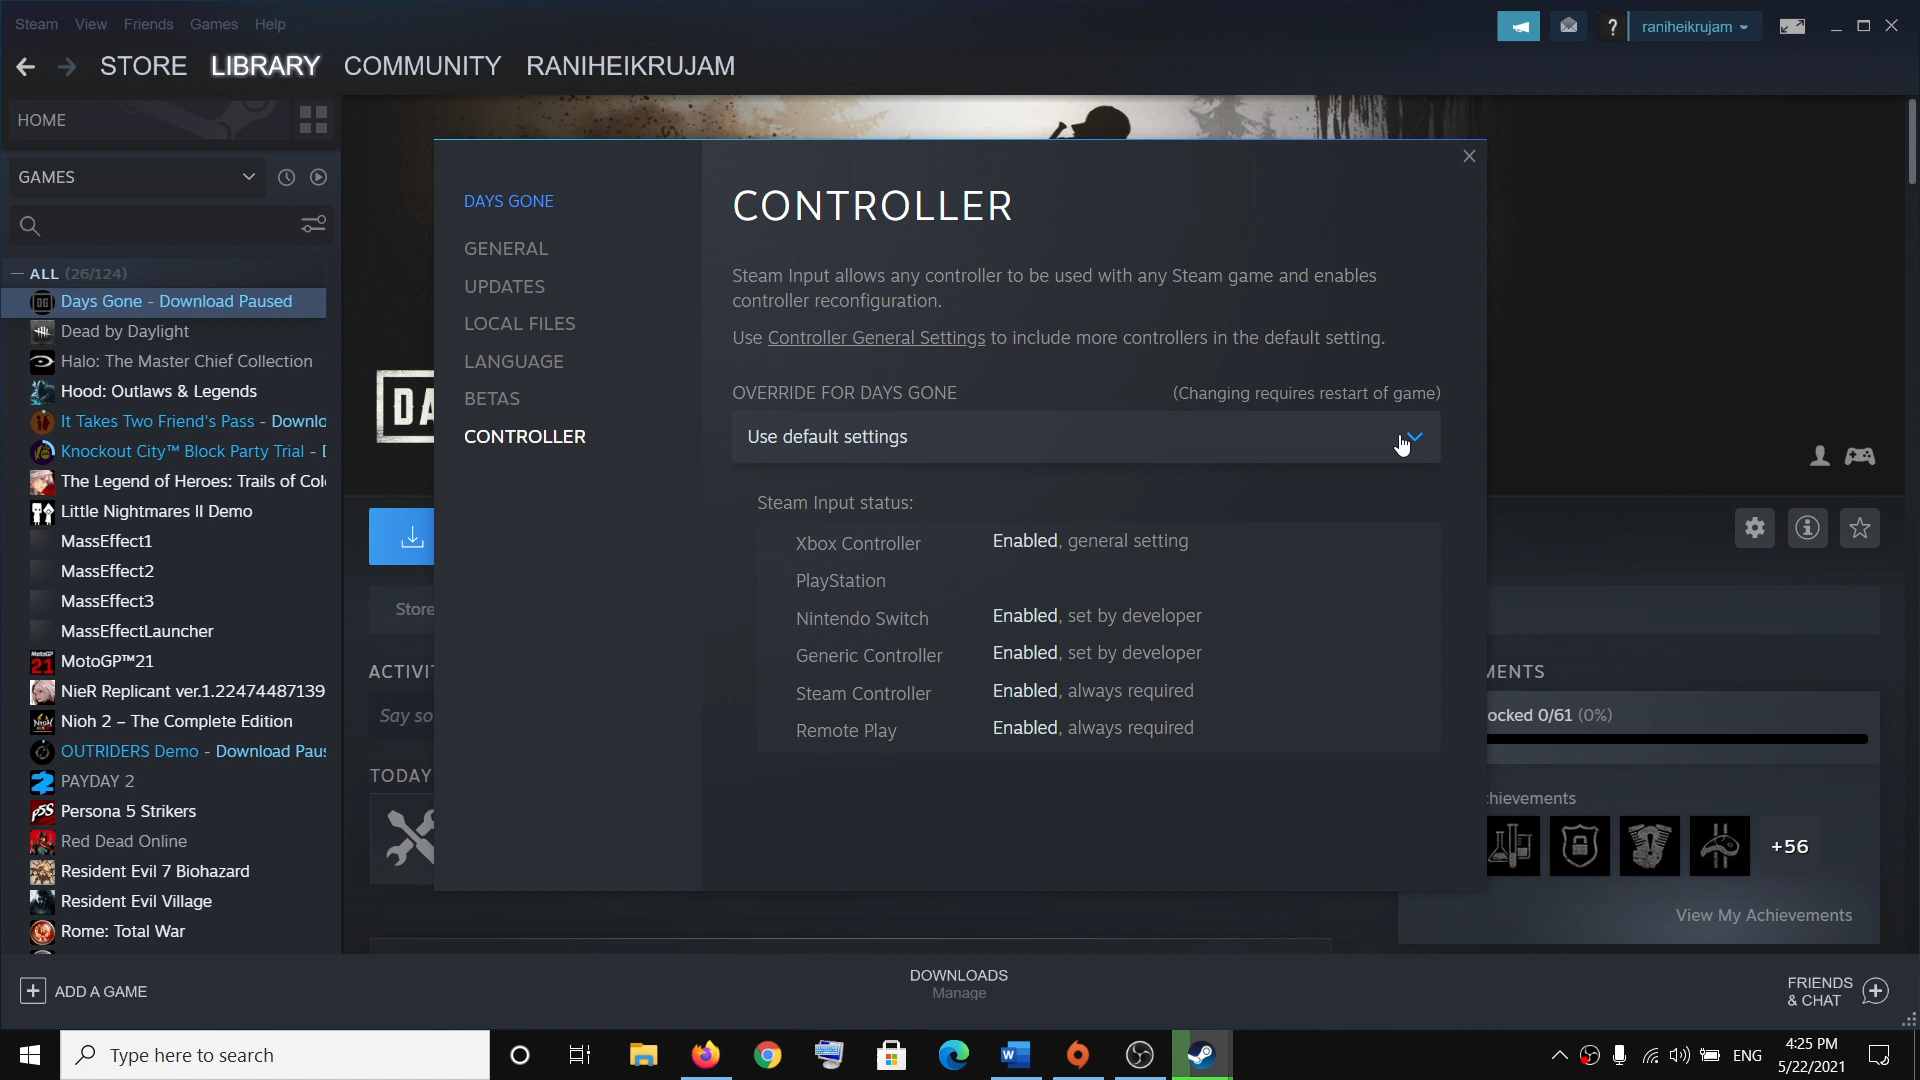 Steam View Friends Games Help
raniheikrujam
STORE LIBRARY COMMUNITY RANIHEIKRUJAM
HOME
GAMES
ALL (26/124)
Days Gone - Download Paused
Dead by Daylight
Halo: The Master Chief Collection
Hood: Outlaws & Legends
It Takes Two Friend's Pass - Downlo
Knockout City™ Block Party Trial - D
The Legend of Heroes: Trails of Col
Little Nightmares II Demo
MassEffect1
MassEffect2
MassEffect3
MassEffectLauncher
MotoGP™21
NieR Replicant ver.1.22474487139
Nioh 2 – The Complete Edition
OUTRIDERS Demo - Download Paus
PAYDAY 2
Persona 5 Strikers
Red Dead Online
Resident Evil 7 Biohazard
Resident Evil Village
Rome: Total War
DA
Store
ACTIVIT
Say so
TODAY
DAYS GONE
GENERAL
UPDATES
LOCAL FILES
LANGUAGE
BETAS
CONTROLLER
CONTROLLER
Steam Input allows any controller to be used with any Steam game and enables
controller reconfiguration.
Use Controller General Settings to include more controllers in the default setting.
OVERRIDE FOR DAYS GONE (Changing requires restart of game)
Use default settings
Steam Input status:
Xbox Controller Enabled, general setting
PlayStation
Nintendo Switch Enabled, set by developer
Generic Controller Enabled, set by developer
Steam Controller Enabled, always required
Remote Play Enabled, always required
MENTS
ocked 0/61 (0%)
chievements
+56
View My Achievements
ADD A GAME
DOWNLOADS
Manage
FRIENDS
& CHAT
Type here to search
ENG
4:25 PM
5/22/2021